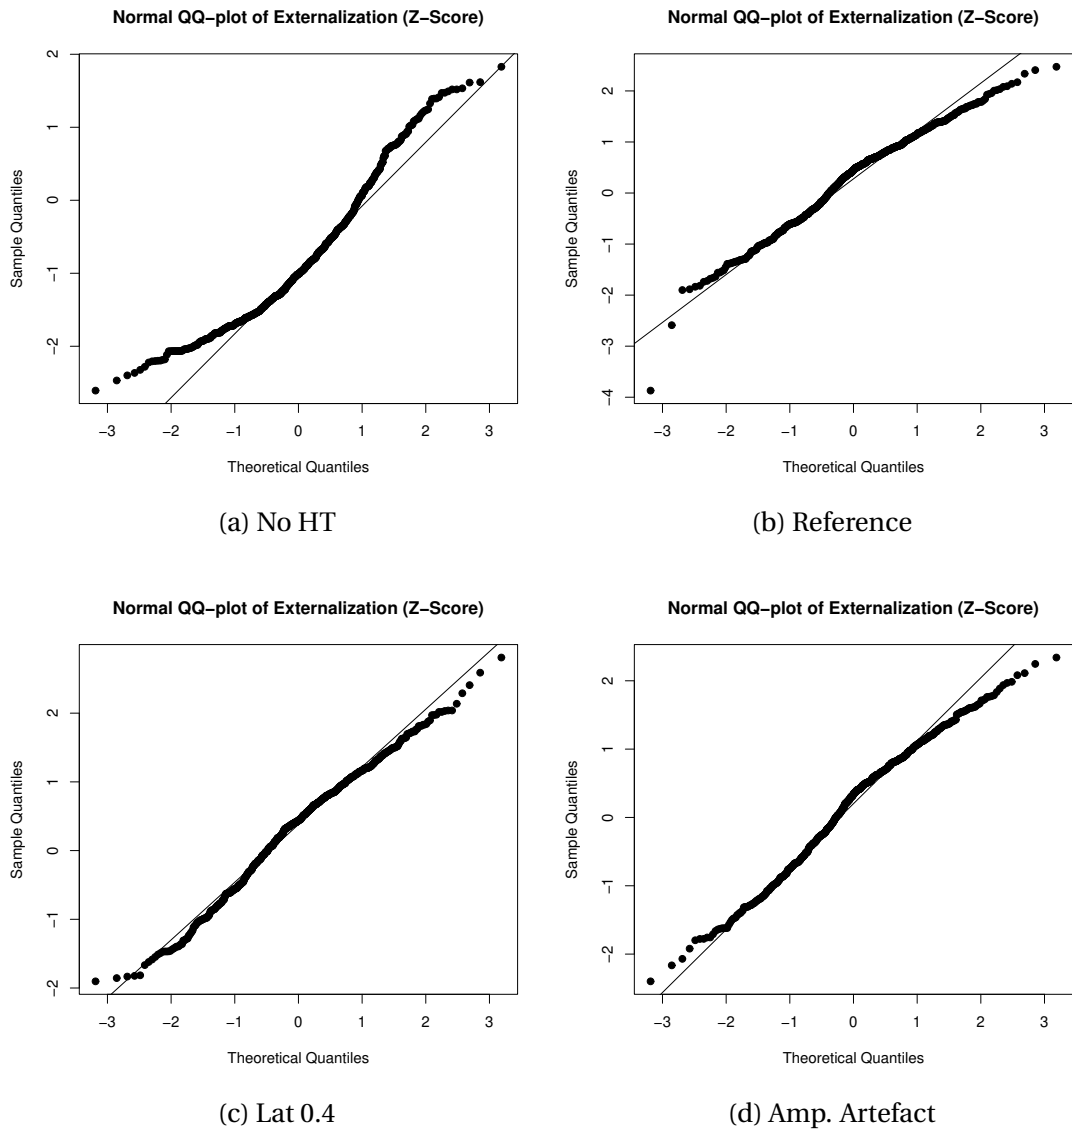 Normal QQ−plot of Externalization (Z−Score)
Sample Quantiles
2
1
0
−1
−2
−3 −2 −1 0 1 2 3
Theoretical Quantiles
(a) No HT
Normal QQ−plot of Externalization (Z−Score)
Sample Quantiles
2
1
0
−1
−2
−3
−4
−3 −2 −1 0 1 2 3
Theoretical Quantiles
(b) Reference
Normal QQ−plot of Externalization (Z−Score)
Sample Quantiles
2
1
0
−1
−2
−3 −2 −1 0 1 2 3
Theoretical Quantiles
(c) Lat 0.4
Normal QQ−plot of Externalization (Z−Score)
Sample Quantiles
2
1
0
−1
−2
−3 −2 −1 0 1 2 3
Theoretical Quantiles
(d) Amp. Artefact